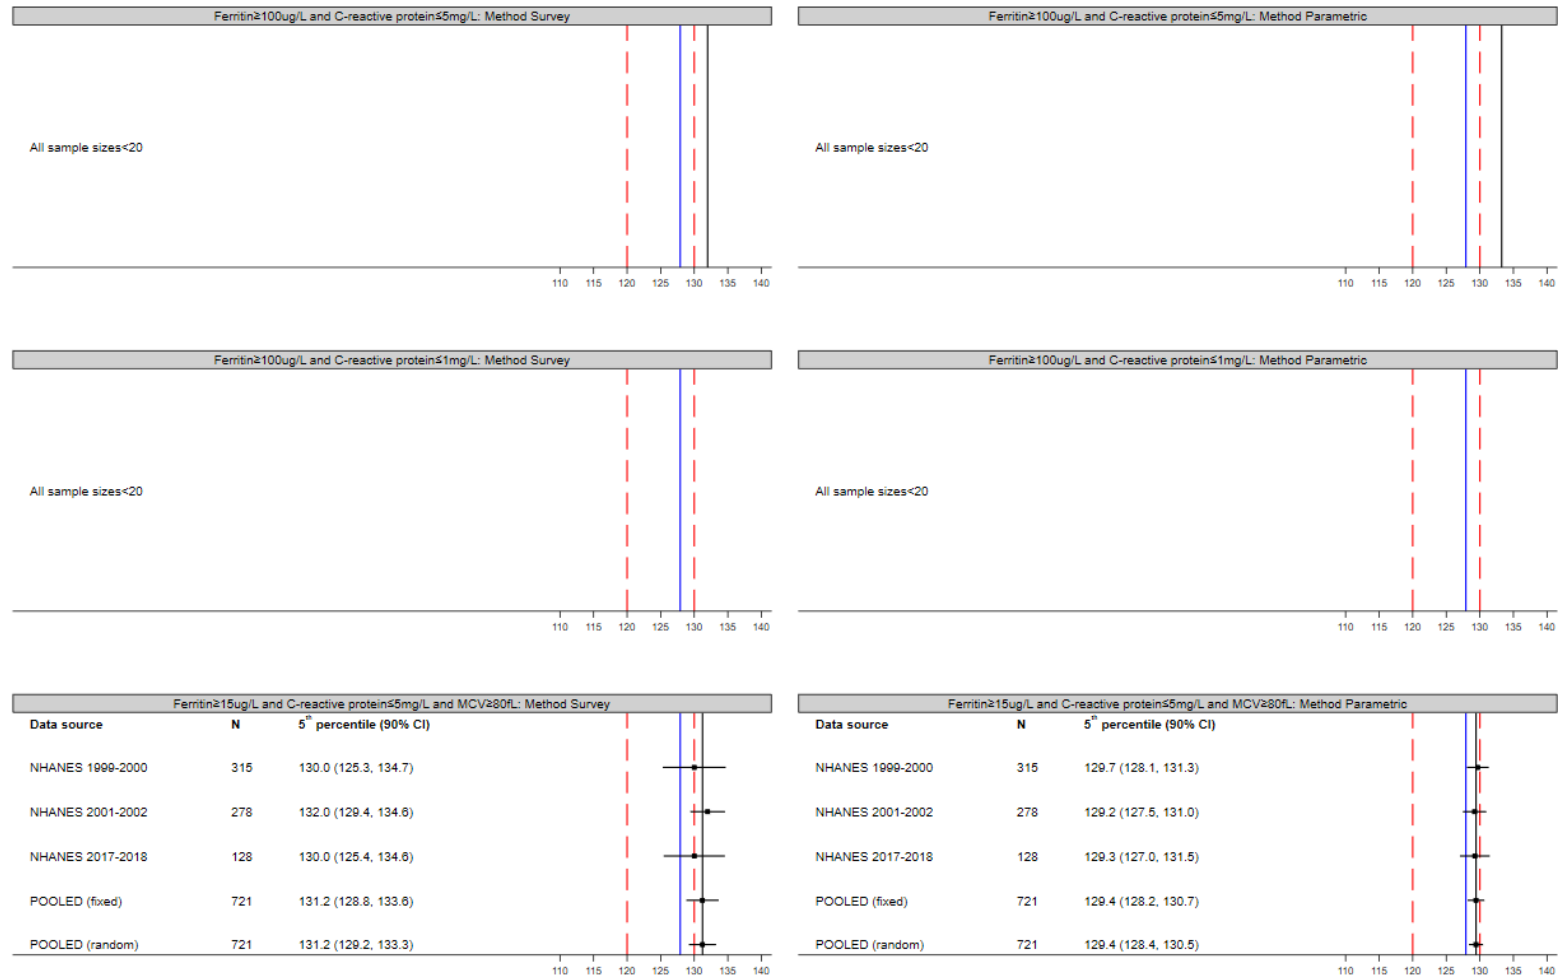 Ferritin≥100ug/L and C-reactive protein≤5mg/L: Method Survey
All sample sizes<20
110 115 120 125 130 135 140
Ferritin≥100ug/L and C-reactive protein≤5mg/L: Method Parametric
All sample sizes<20
110 115 120 125 130 135 140
Ferritin≥100ug/L and C-reactive protein≤1mg/L: Method Survey
All sample sizes<20
110 115 120 125 130 135 140
Ferritin≥100ug/L and C-reactive protein≤1mg/L: Method Parametric
All sample sizes<20
110 115 120 125 130 135 140
Ferritin≥15ug/L and C-reactive protein≤5mg/L and MCV≥80fL: Method Survey
Data source N 5th percentile (90% CI)
NHANES 1999-2000 315 130.0 (125.3, 134.7)
NHANES 2001-2002 278 132.0 (129.4, 134.6)
NHANES 2017-2018 128 130.0 (125.4, 134.6)
POOLED (fixed) 721 131.2 (128.8, 133.6)
POOLED (random) 721 131.2 (129.2, 133.3)
110 115 120 125 130 135 140
Ferritin≥15ug/L and C-reactive protein≤5mg/L and MCV≥80fL: Method Parametric
Data source N 5th percentile (90% CI)
NHANES 1999-2000 315 129.7 (128.1, 131.3)
NHANES 2001-2002 278 129.2 (127.5, 131.0)
NHANES 2017-2018 128 129.3 (127.0, 131.5)
POOLED (fixed) 721 129.4 (128.2, 130.7)
POOLED (random) 721 129.4 (128.4, 130.5)
110 115 120 125 130 135 140